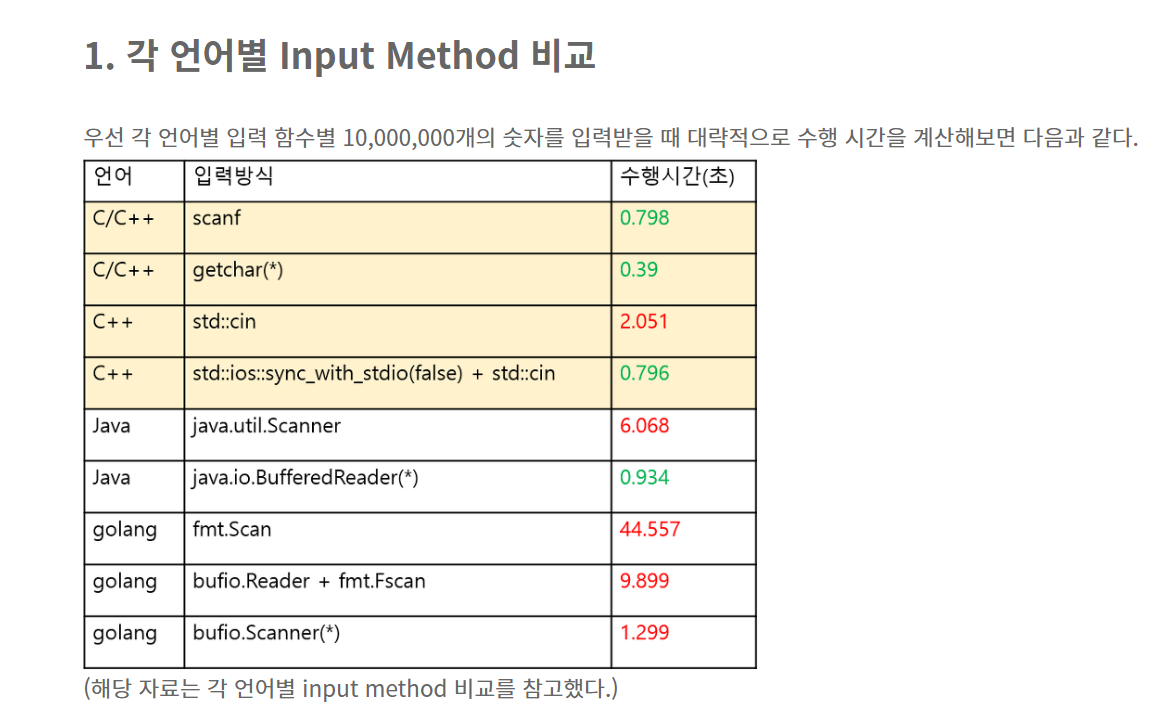 1. 각 언어별 Input Method 비교
우선 각 언어별 입력 함수별 10,000,000개의 숫자를 입력받을 때 대략적으로 수행 시간을 계산해보면 다음과 같다.
언어 입력방식 수행시간(초)
C/C++ scanf 0.798
C/C++ getchar(*) 0.39
C++ std::cin 2.051
C++ std::ios::sync_with_stdio(false) + std::cin 0.796
Java java.util.Scanner 6.068
Java java.io.BufferedReader(*) 0.934
golang fmt.Scan 44.557
golang bufio.Reader + fmt.Fscan 9.899
golang bufio.Scanner(*) 1.299
(해당 자료는 각 언어별 input method 비교를 참고했다.)